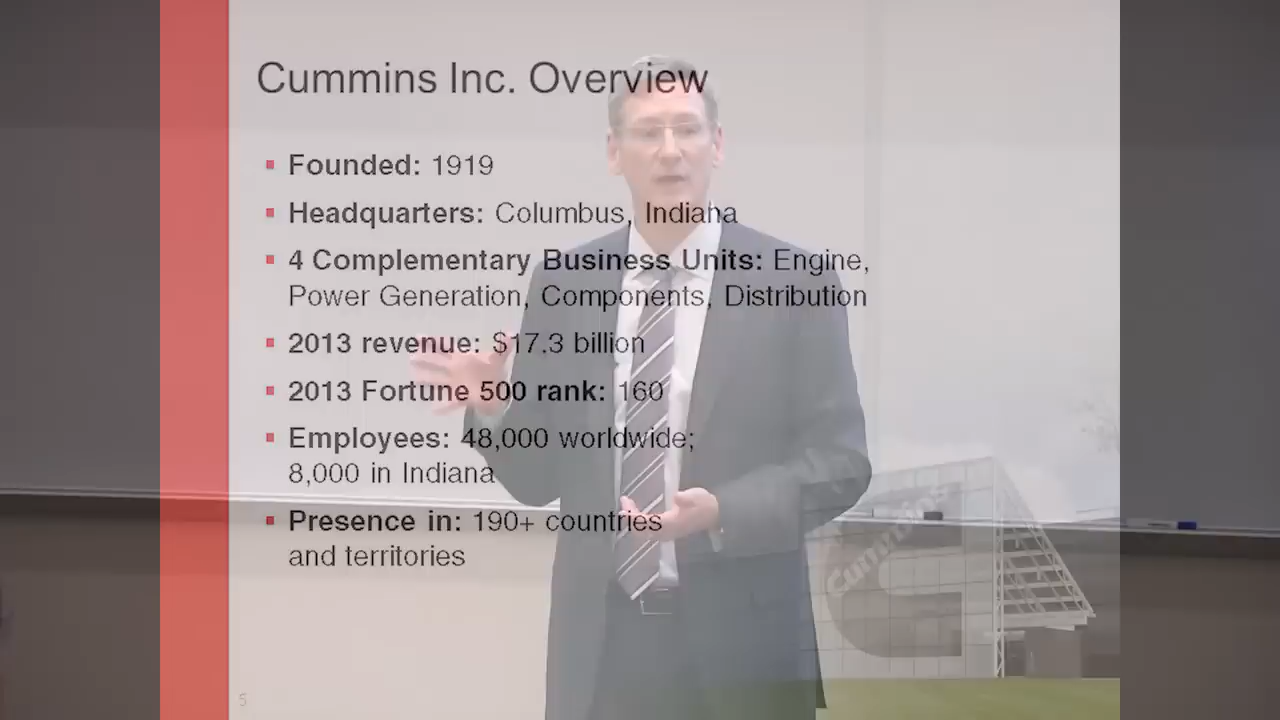 Cummins Inc. Overview
Founded: 1919
Headquarters: Columbus, Indiana
4 Complementary Business Units: Engine,
Power Generation, Components, Distribution
2013 revenue: $17.3 billion
2013 Fortune 500 rank: 160
Employees: 48,000 worldwide;
8,000 in Indiana
Presence in: 190+ countries
and territories
Cummins
5